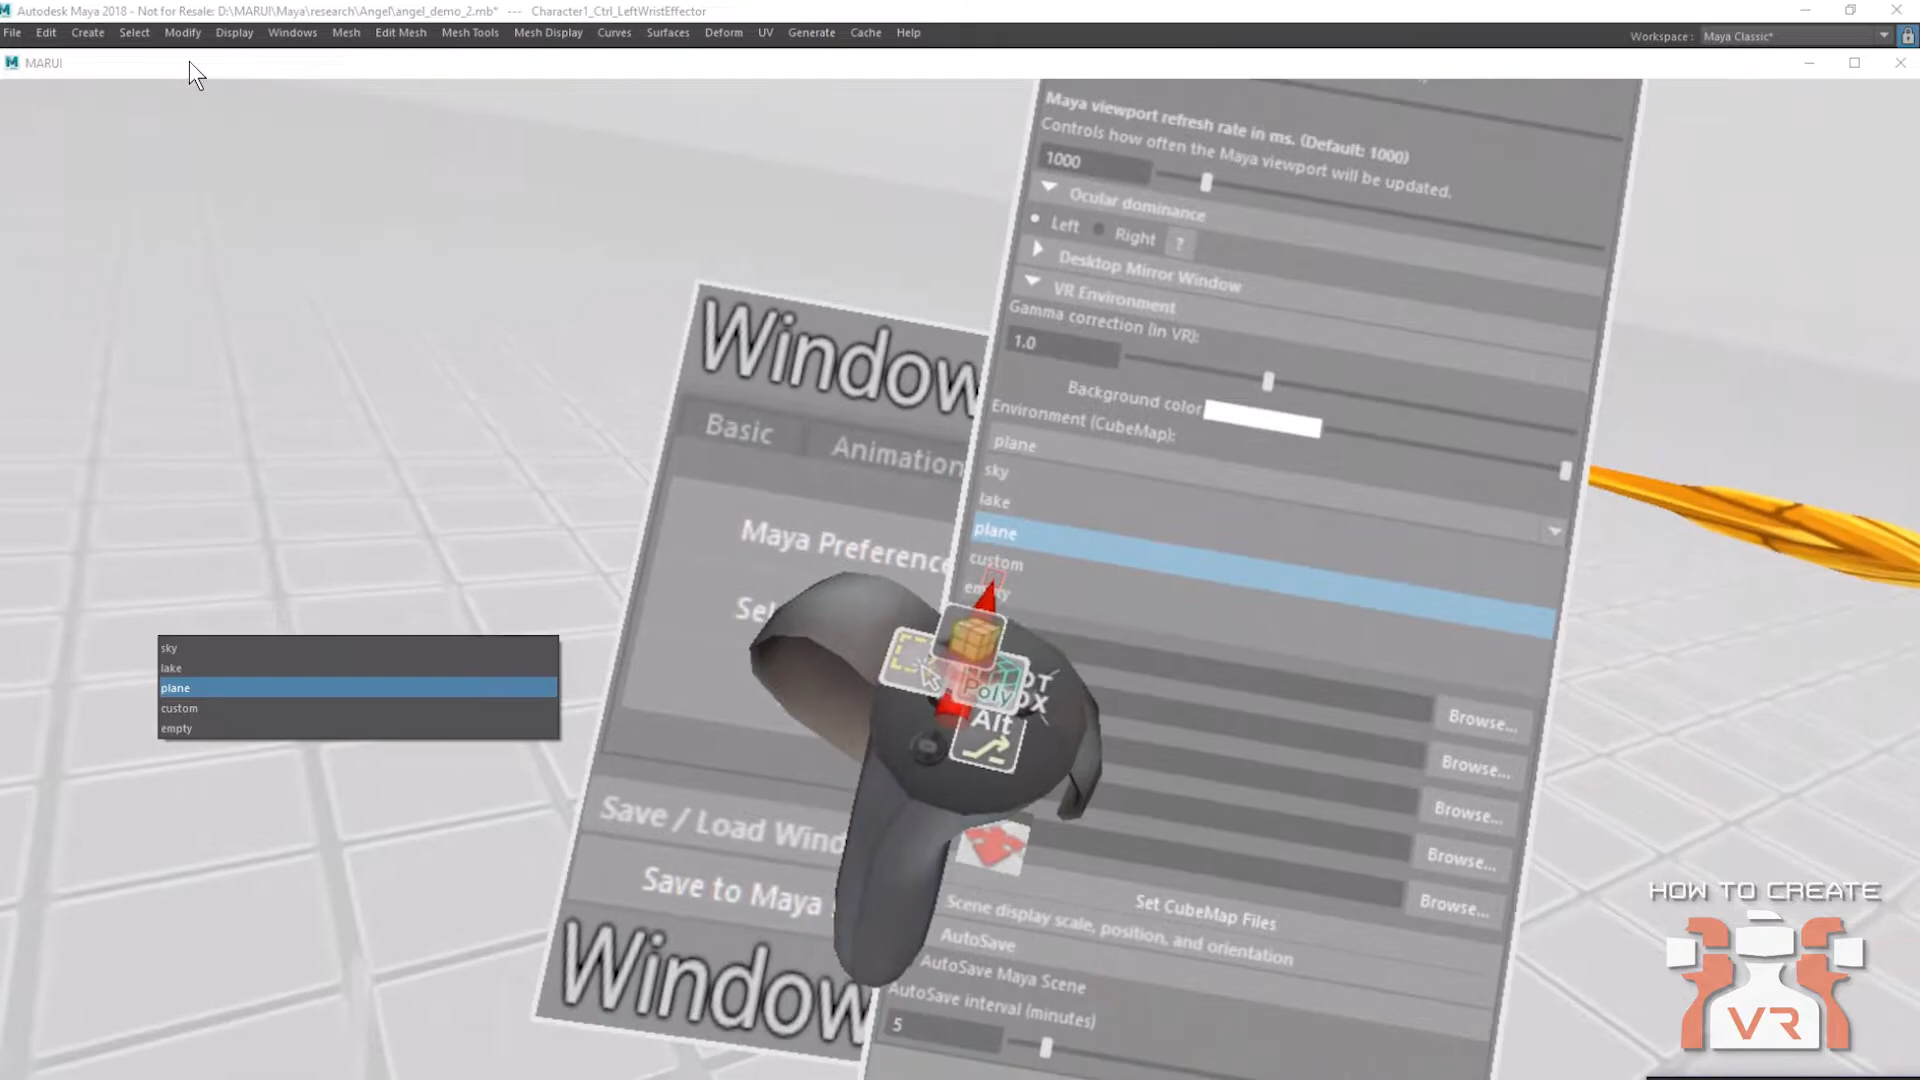 Autodesk Maya 2018 - Not for Resale: D:\MARUI\Maya\research\Angel\angel_demo_2.mb* --- Character1_Ctrl_LeftWristEffector
File Edit Create Select Modify Display Windows Mesh Edit Mesh Mesh Tools Mesh Display Curves Surfaces Deform UV Generate Cache Help
Workspace : Maya Classic*
MARUI
Maya viewport refresh rate in ms. (Default: 1000)
Controls how often the Maya viewport will be updated.
1000
Ocular dominance
Left Right ?
Desktop Mirror Window
VR Environment
Gamma correction (in VR):
1.0
Background color
Environment (CubeMap):
plane
sky
lake
plane
custom
Window
Basic Animation
Maya Preference
Sel
Save / Load Wind
Save to Maya
Window
Poly
Alt
Browse...
Browse...
Browse...
Browse...
Browse...
Set CubeMap Files
Scene display scale, position, and orientation
AutoSave
AutoSave Maya Scene
AutoSave interval (minutes)
5
sky
lake
plane
custom
empty
HOW TO CREATE
VR